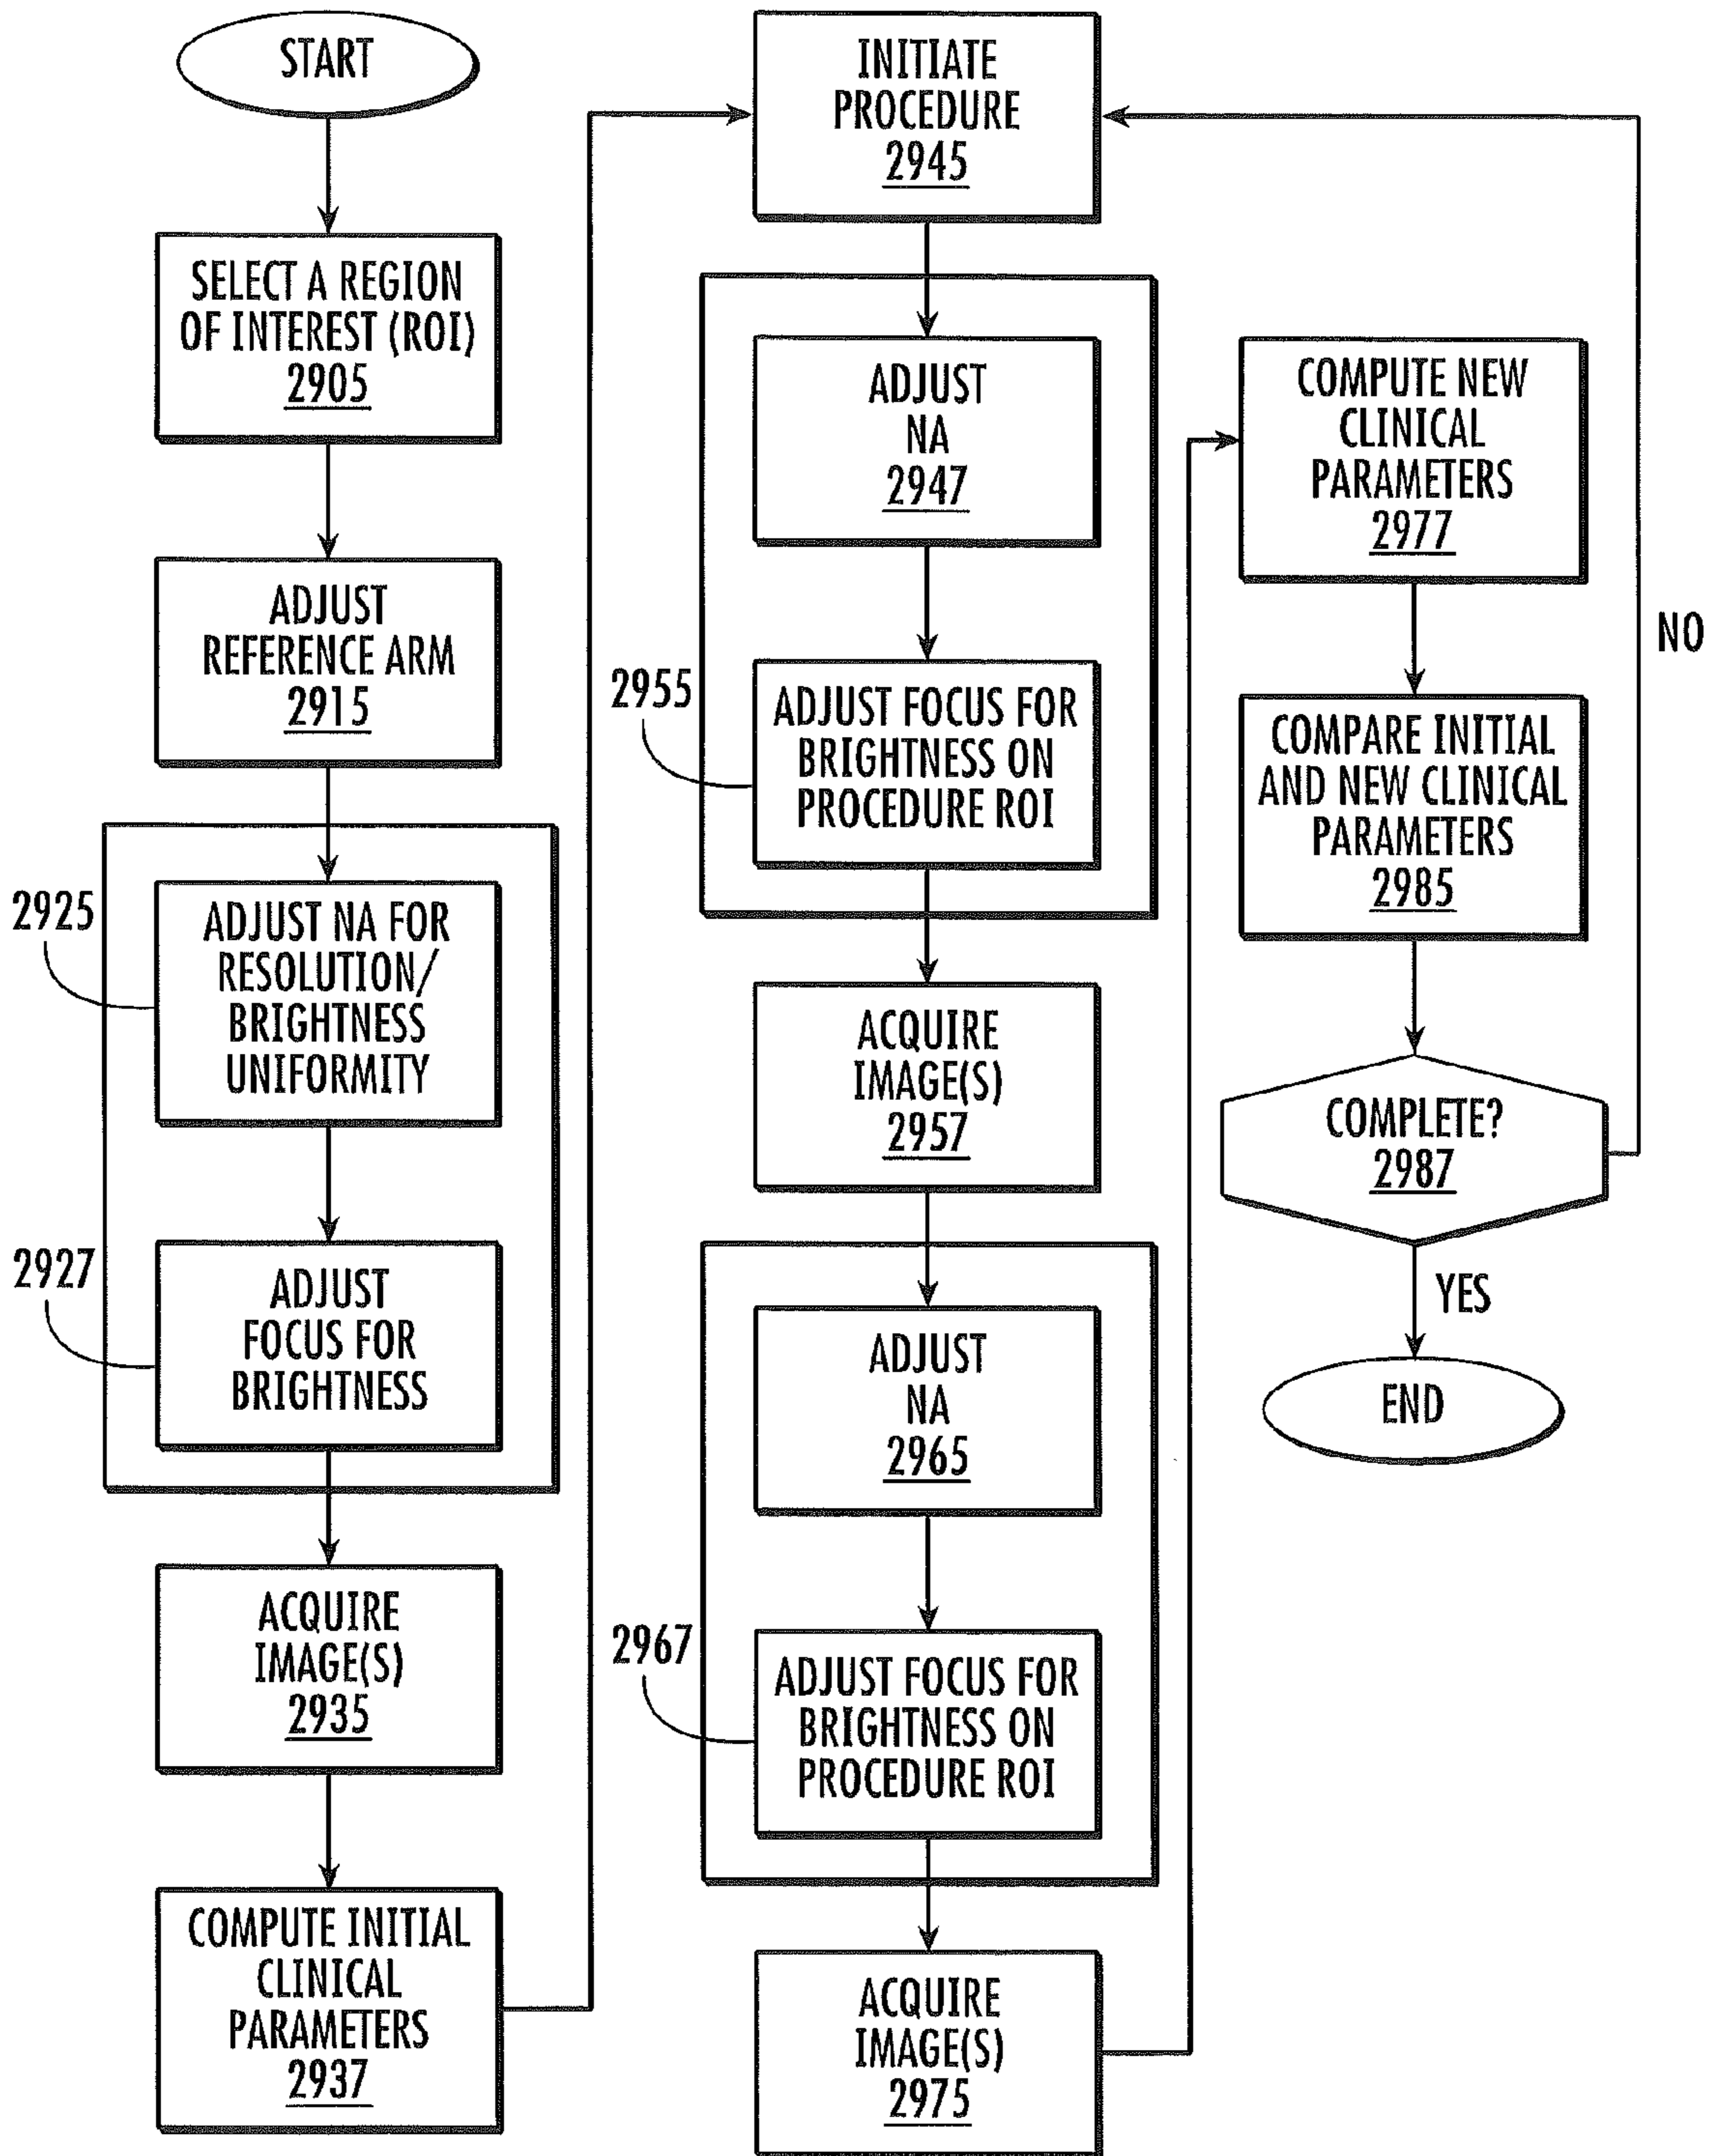 START
SELECT A REGION
OF INTEREST (ROI)
2905
ADJUST
REFERENCE ARM
2915
2925
ADJUST NA FOR
RESOLUTION/
BRIGHTNESS
UNIFORMITY
2927
ADJUST
FOCUS FOR
BRIGHTNESS
ACQUIRE
IMAGE(S)
2935
COMPUTE INITIAL
CLINICAL
PARAMETERS
2937
INITIATE
PROCEDURE
2945
ADJUST
NA
2947
2955
ADJUST FOCUS FOR
BRIGHTNESS ON
PROCEDURE ROI
ACQUIRE
IMAGE(S)
2957
ADJUST
NA
2965
2967
ADJUST FOCUS FOR
BRIGHTNESS ON
PROCEDURE ROI
ACQUIRE
IMAGE(S)
2975
COMPUTE NEW
CLINICAL
PARAMETERS
2977
COMPARE INITIAL
AND NEW CLINICAL
PARAMETERS
2985
COMPLETE?
2987
NO
YES
END